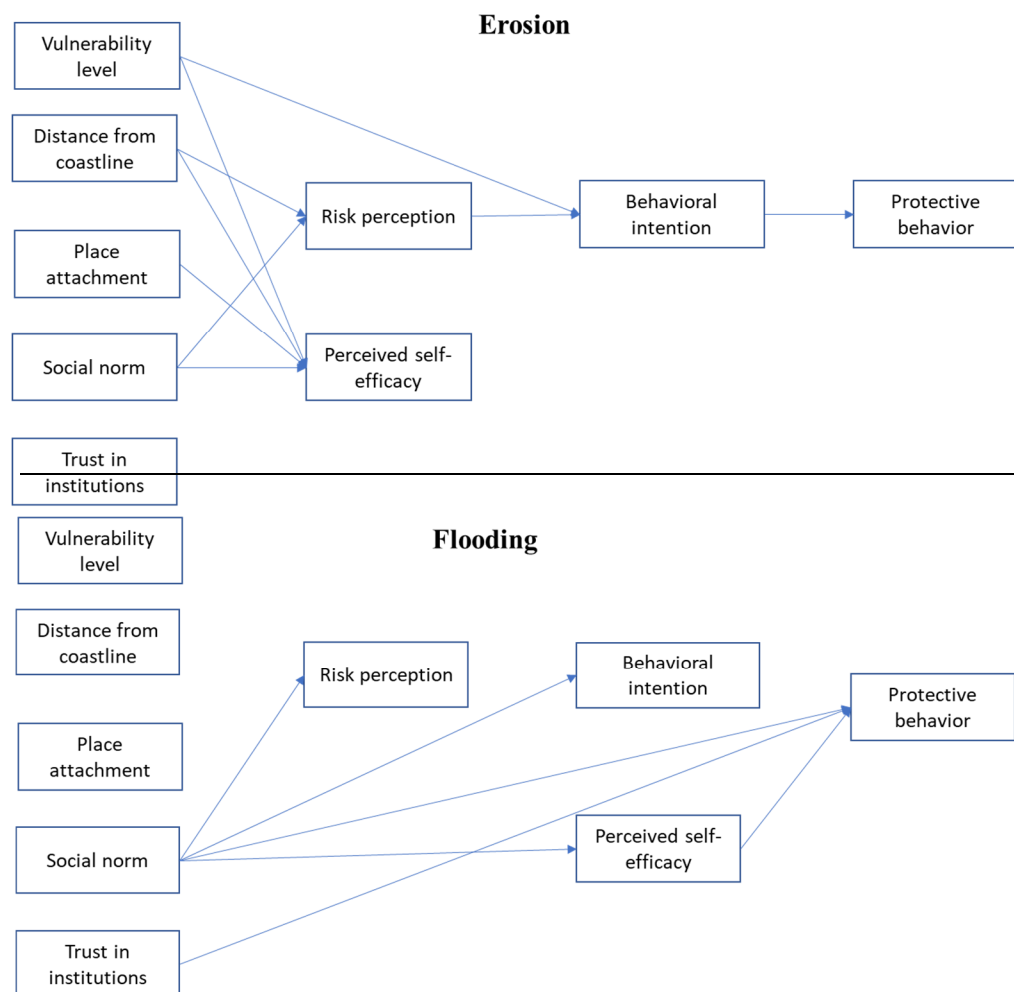 Erosion
Vulnerability
level
Distance from
coastline
Risk perception
Behavioral
intention
Protective
behavior
Place
attachment
Social norm
Perceived self-
efficacy
Trust in
institutions
Flooding
Vulnerability
level
Distance from
coastline
Risk perception
Behavioral
intention
Protective
behavior
Place
attachment
Social norm
Perceived self-
efficacy
Trust in
institutions